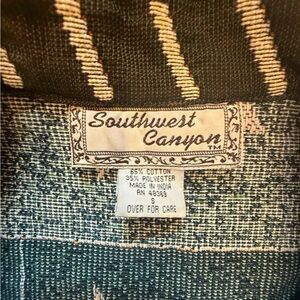 Southwest
Canyon
TM
65% COTTON
35% POLYESTER
MADE IN INDIA
RN 49369
S
OVER FOR CARE